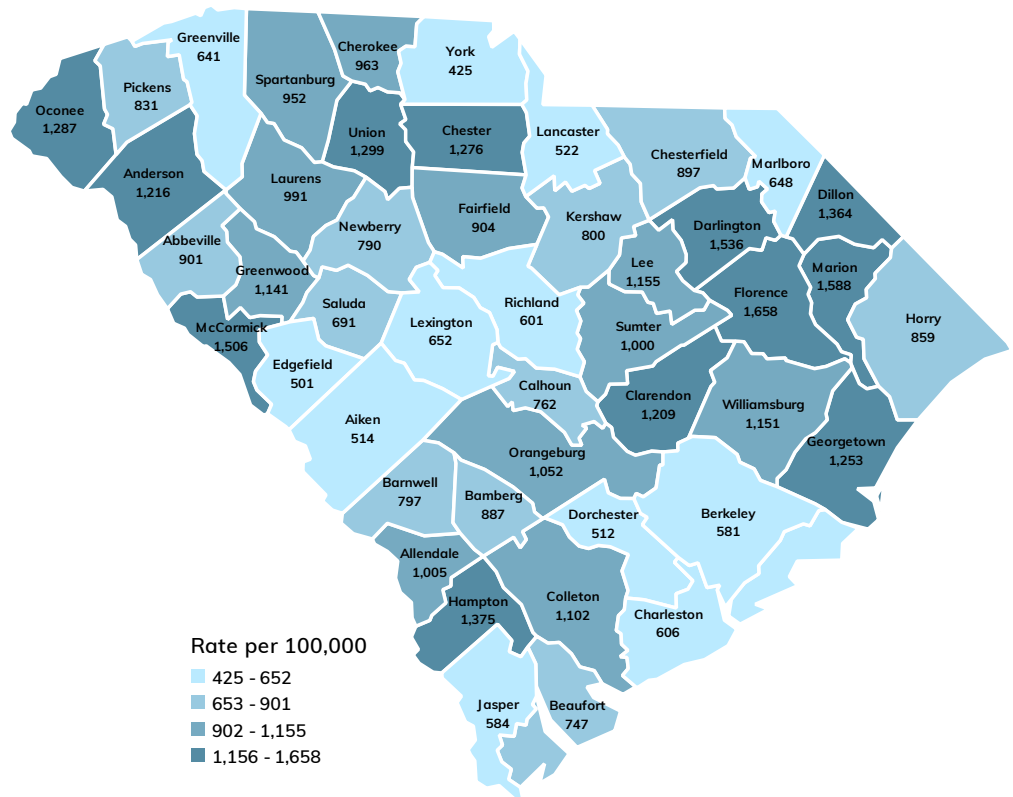 Greenville
641
Cherokee
963
York
425
Spartanburg
952
Pickens
831
Oconee
1,287
Union
1,299
Chester
1,276
Lancaster
522
Chesterfield
897
Marlboro
648
Anderson
1,216
Laurens
991
Dillon
1,364
Fairfield
904
Kershaw
800
Newberry
790
Darlington
1,536
Abbeville
901
Greenwood
1,141
Lee
1,155
Marion
1,588
Florence
1,658
Saluda
691
Richland
601
Lexington
652
McCormick
1,506
Sumter
1,000
Horry
859
Edgefield
501
Calhoun
762
Clarendon
1,209
Williamsburg
1,151
Aiken
514
Georgetown
1,253
Orangeburg
1,052
Barnwell
797
Bamberg
887
Dorchester
512
Berkeley
581
Allendale
1,005
Hampton
1,375
Colleton
1,102
Charleston
606
Jasper
584
Beaufort
747
Rate per 100,000
425 - 652
653 - 901
902 - 1,155
1,156 - 1,658